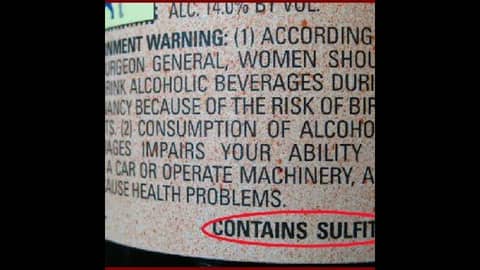 ALC. 14.0% BY VOL.
NMENT WARNING: (1) ACCORDING
URGEON GENERAL, WOMEN SHOU
RINK ALCOHOLIC BEVERAGES DURI
ANCY BECAUSE OF THE RISK OF BIR
TS. (2) CONSUMPTION OF ALCOHO
AGES IMPAIRS YOUR ABILITY
A CAR OR OPERATE MACHINERY, A
AUSE HEALTH PROBLEMS.
CONTAINS SULFIT